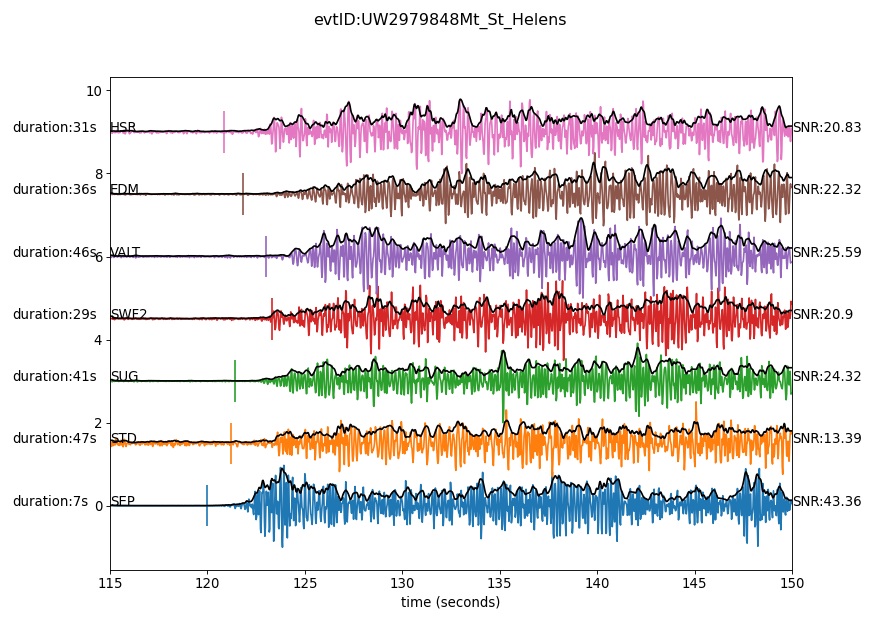 evtID:UW2979848Mt_St_Helens
10
duration:31s HSR SNR:20.83
8
duration:36s EDM SNR:22.32
duration:46s VALT SNR:25.59
6
duration:29s SWF2 SNR:20.9
4
duration:41s SUG SNR:24.32
2
duration:47s STD SNR:13.39
duration:7s SEP SNR:43.36
0
115 120 125 130 135 140 145 150
time (seconds)